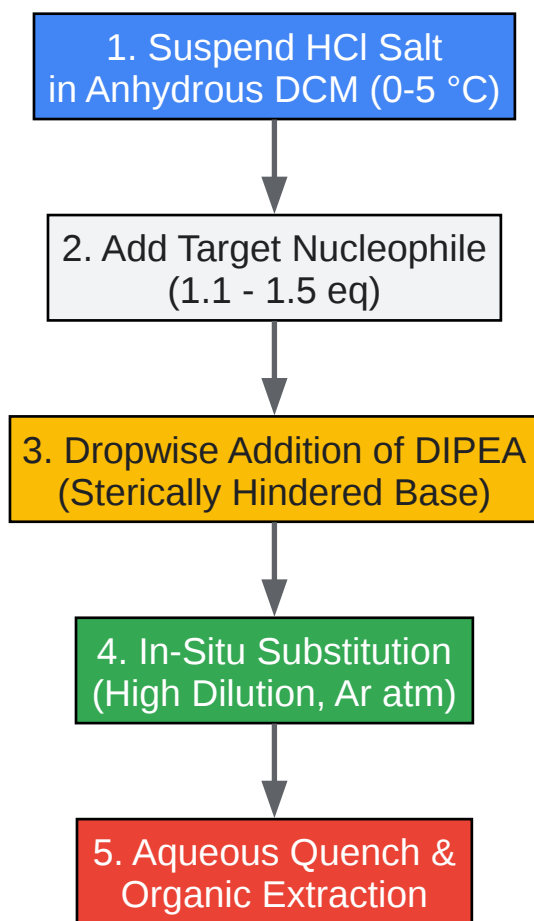 1. Suspend HCl Salt
in Anhydrous DCM (0-5 °C)
2. Add Target Nucleophile
(1.1 - 1.5 eq)
3. Dropwise Addition of DIPEA
(Sterically Hindered Base)
4. In-Situ Substitution
(High Dilution, Ar atm)
5. Aqueous Quench &
Organic Extraction